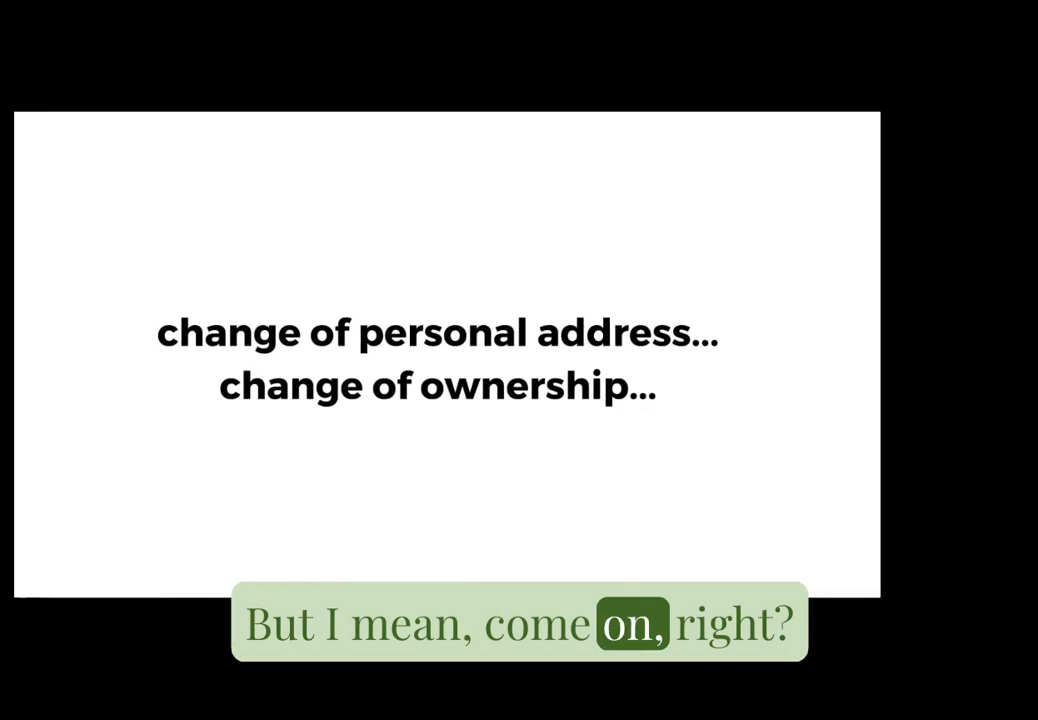 change of personal address...
change of ownership...
But I mean, come on, right?